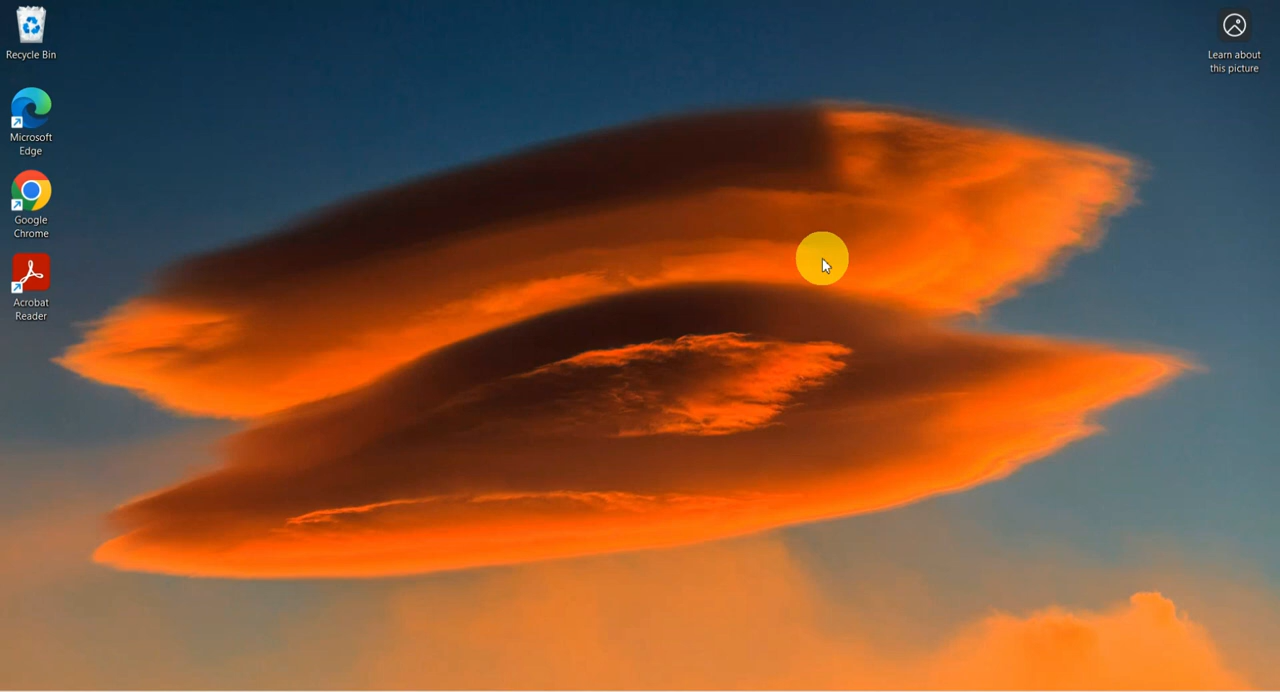 Recycle Bin
Microsoft
Edge
Google
Chrome
Acrobat
Reader
Learn about
this picture